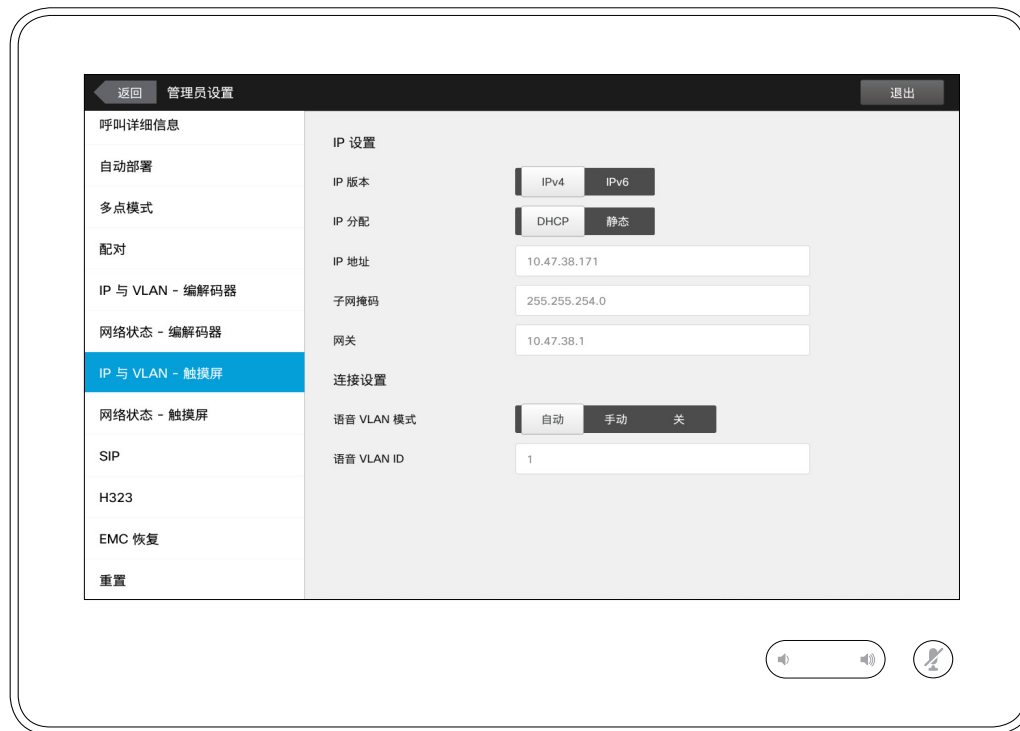 返回 管理员设置 退出
呼叫详细信息
自动部署
多点模式
配对
IP 与 VLAN - 编解码器
网络状态 - 编解码器
IP 与 VLAN - 触摸屏
网络状态 - 触摸屏
SIP
H323
EMC 恢复
重置
IP 设置
IP 版本 IPv4 IPv6
IP 分配 DHCP 静态
IP 地址 10.47.38.171
子网掩码 255.255.254.0
网关 10.47.38.1
连接设置
语音 VLAN 模式 自动 手动 关
语音 VLAN ID 1